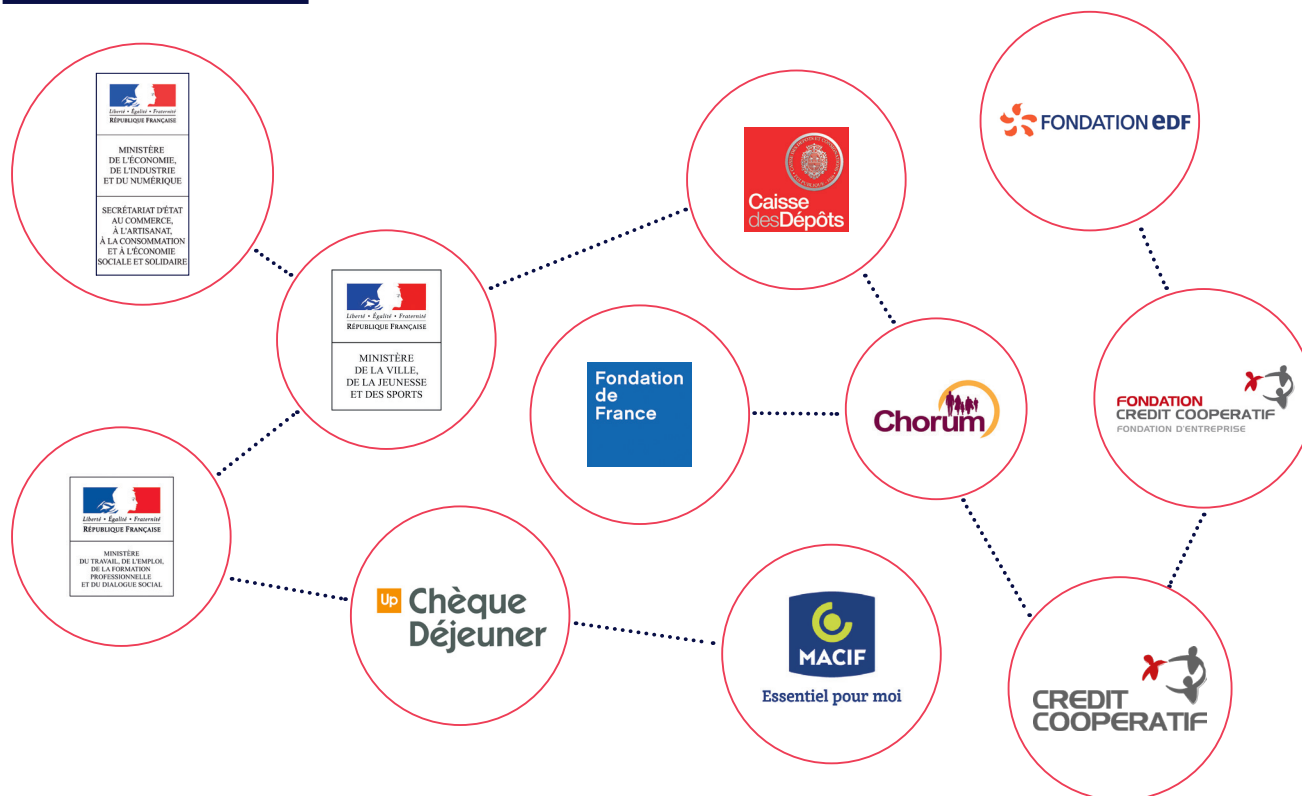 Liberté • Égalité • Fraternité
RÉPUBLIQUE FRANÇAISE
MINISTÈRE
DE L'ÉCONOMIE,
DE L'INDUSTRIE
ET DU NUMÉRIQUE
SECRÉTARIAT D'ÉTAT
AU COMMERCE,
À L'ARTISANAT,
À LA CONSOMMATION
ET À L'ÉCONOMIE
SOCIALE ET SOLIDAIRE
Liberté • Égalité • Fraternité
RÉPUBLIQUE FRANÇAISE
MINISTÈRE
DE LA VILLE,
DE LA JEUNESSE
ET DES SPORTS
Caisse
desDépôts
FONDATION eDF
Fondation
de
France
Chorum
FONDATION
CREDIT COOPERATIF
FONDATION D'ENTREPRISE
Liberté • Égalité • Fraternité
RÉPUBLIQUE FRANÇAISE
MINISTÈRE
DU TRAVAIL, DE L'EMPLOI,
DE LA FORMATION
PROFESSIONNELLE
ET DU DIALOGUE SOCIAL
Up Chèque
Déjeuner
MACIF
Essentiel pour moi
CREDIT
COOPERATIF